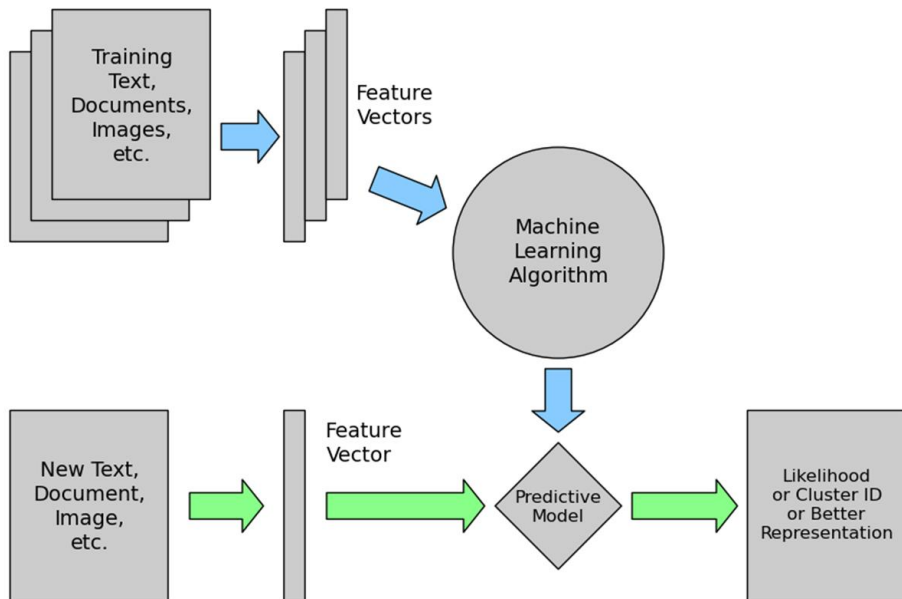 Training
Text,
Documents,
Images,
etc.
Feature
Vectors
Machine
Learning
Algorithm
New Text,
Document,
Image,
etc.
Feature
Vector
Predictive
Model
Likelihood
or Cluster ID
or Better
Representation